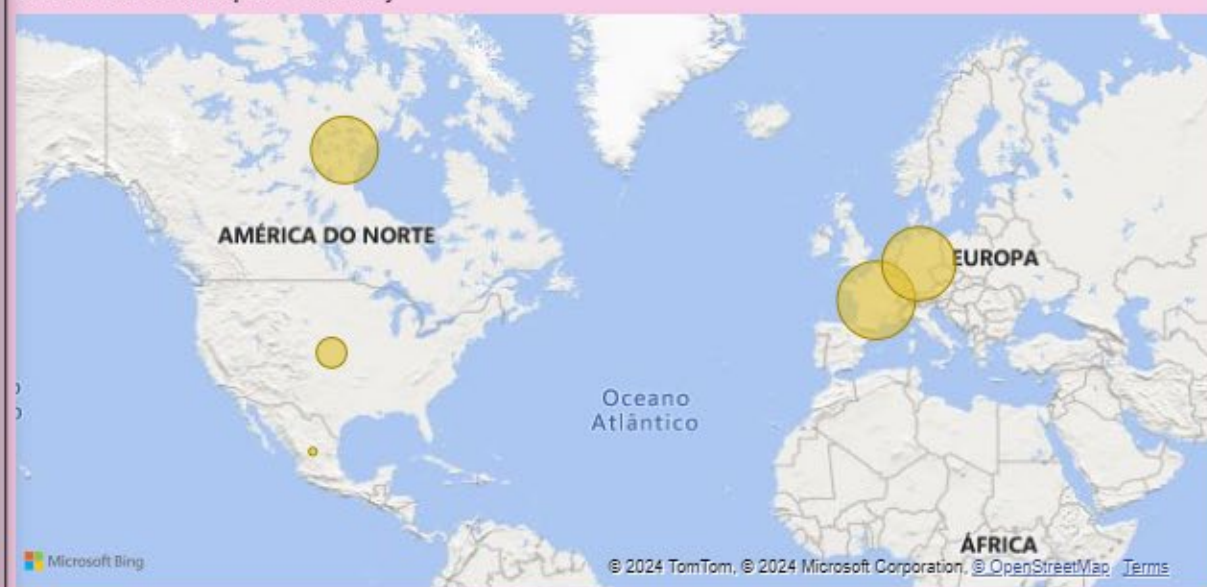 AMÉRICA DO NORTE
EUROPA
Oceano
Atlântico
ÁFRICA
Microsoft Bing
© 2024 TomTom, © 2024 Microsoft Corporation, © OpenStreetMap Terms